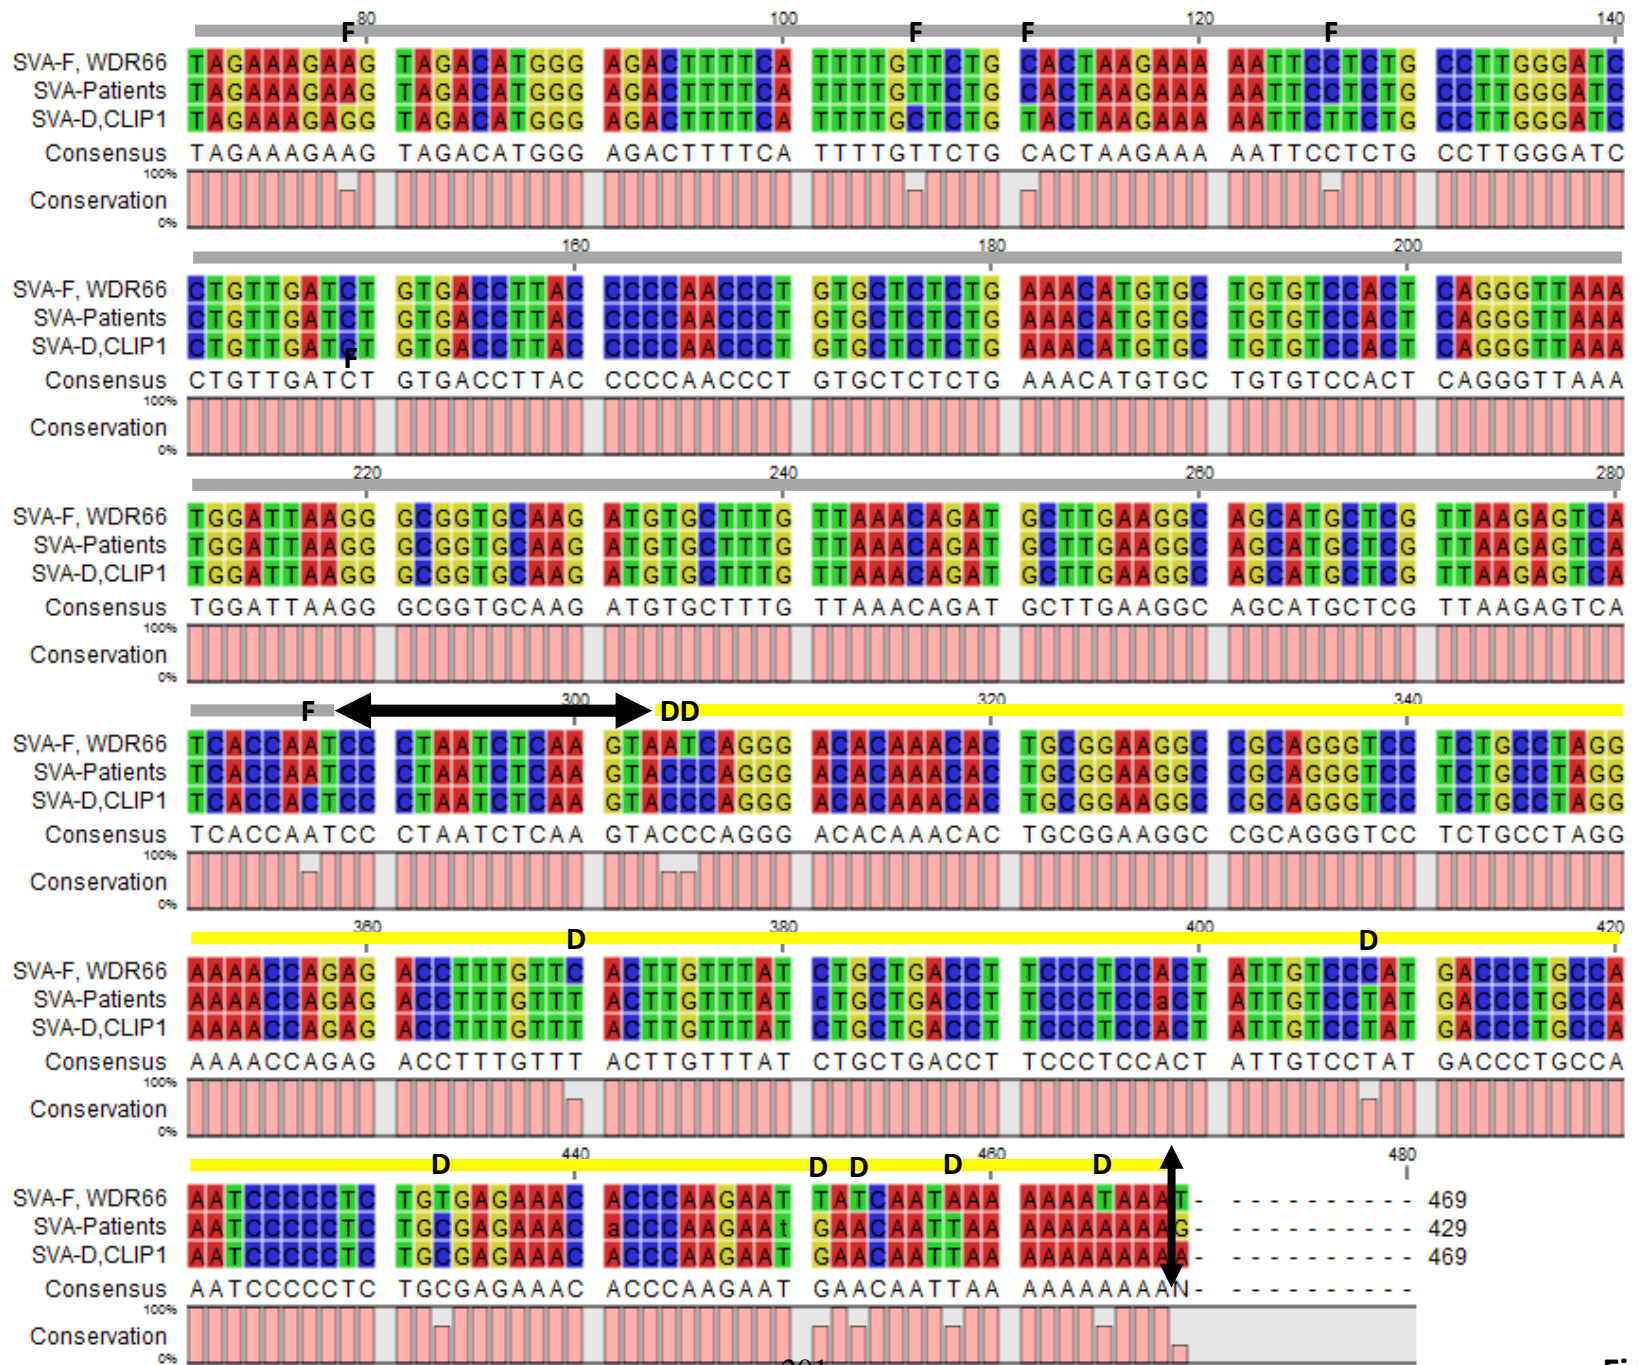 80 100 120 140
F F F F
SVA-F, WDR66 TAGAAAGAAG TAGACATGGG AGACTTTTCA TTTTGTTCTG CACTAAGAAA AATTCCTCTG CCTTGGGATC
SVA-Patients TAGAAAGAAG TAGACATGGG AGACTTTTCA TTTTGTTCTG CACTAAGAAA AATTCCTCTG CCTTGGGATC
SVA-D,CLIP1 TAGAAAGAGG TAGACATGGG AGACTTTTCA TTTTGCTCTG TACTAAGAAA AATTCTTCTG CCTTGGGATC
Consensus TAGAAAGAAG TAGACATGGG AGACTTTTCA TTTTGTTCTG CACTAAGAAA AATTCCTCTG CCTTGGGATC
100%
Conservation
0%
160 180 200
SVA-F, WDR66 CTGTTGATCT GTGACCTTAC CCCCAACCCT GTGCTCTCTG AAACATGTGC TGTGTCCACT CAGGGTTAAA
SVA-Patients CTGTTGATCT GTGACCTTAC CCCCAACCCT GTGCTCTCTG AAACATGTGC TGTGTCCACT CAGGGTTAAA
SVA-D,CLIP1 CTGTTGATCT GTGACCTTAC CCCCAACCCT GTGCTCTCTG AAACATGTGC TGTGTCCACT CAGGGTTAAA
F
Consensus CTGTTGATCT GTGACCTTAC CCCCAACCCT GTGCTCTCTG AAACATGTGC TGTGTCCACT CAGGGTTAAA
100%
Conservation
0%
220 240 260 280
SVA-F, WDR66 TGGATTAAGG GCGGTGCAAG ATGTGCTTTG TTAAACAGAT GCTTGAAGGC AGCATGCTCG TTAAGAGTCA
SVA-Patients TGGATTAAGG GCGGTGCAAG ATGTGCTTTG TTAAACAGAT GCTTGAAGGC AGCATGCTCG TTAAGAGTCA
SVA-D,CLIP1 TGGATTAAGG GCGGTGCAAG ATGTGCTTTG TTAAACAGAT GCTTGAAGGC AGCATGCTCG TTAAGAGTCA
Consensus TGGATTAAGG GCGGTGCAAG ATGTGCTTTG TTAAACAGAT GCTTGAAGGC AGCATGCTCG TTAAGAGTCA
100%
Conservation
0%
300 320 340
F DD
SVA-F, WDR66 TCACCAATCC CTAATCTCAA GTAATCAGGG ACACAAACAC TGCGGAAGGC CGCAGGGTCC TCTGCCTAGG
SVA-Patients TCACCAATCC CTAATCTCAA GTACCCAGGG ACACAAACAC TGCGGAAGGC CGCAGGGTCC TCTGCCTAGG
SVA-D,CLIP1 TCACCACTCC CTAATCTCAA GTACCCAGGG ACACAAACAC TGCGGAAGGC CGCAGGGTCC TCTGCCTAGG
Consensus TCACCAATCC CTAATCTCAA GTACCCAGGG ACACAAACAC TGCGGAAGGC CGCAGGGTCC TCTGCCTAGG
100%
Conservation
0%
360 380 400 420
D D
SVA-F, WDR66 AAAACCAGAG ACCTTTGTTC ACTTGTTTAT CTGCTGACCT TCCCTCCACT ATTGTCCCAT GACCCTGCCA
SVA-Patients AAAACCAGAG ACCTTTGTTT ACTTGTTTAT cTGCTGACCT TCCCTCCaCT ATTGTCCTAT GACCCTGCCA
SVA-D,CLIP1 AAAACCAGAG ACCTTTGTTT ACTTGTTTAT CTGCTGACCT TCCCTCCACT ATTGTCCTAT GACCCTGCCA
Consensus AAAACCAGAG ACCTTTGTTT ACTTGTTTAT CTGCTGACCT TCCCTCCACT ATTGTCCTAT GACCCTGCCA
100%
Conservation
0%
440 460 480
D D D D D
SVA-F, WDR66 AATCCCCCTC TGTGAGAAAC ACCCAAGAAT TATCAATAAA AAAATAAAT- - - - - - - - - - - 469
SVA-Patients AATCCCCCTC TGCGAGAAAC aCCCAAGAAt GAACAATTAA AAAAAAAAG- - - - - - - - - - - 429
SVA-D,CLIP1 AATCCCCCTC TGCGAGAAAC ACCCAAGAAT GAACAATTAA AAAAAAAAA- - - - - - - - - - - 469
Consensus AATCCCCCTC TGCGAGAAAC ACCCAAGAAT GAACAATTAA AAAAAAAAN- - - - - - - - - - -
100%
Conservation
0%